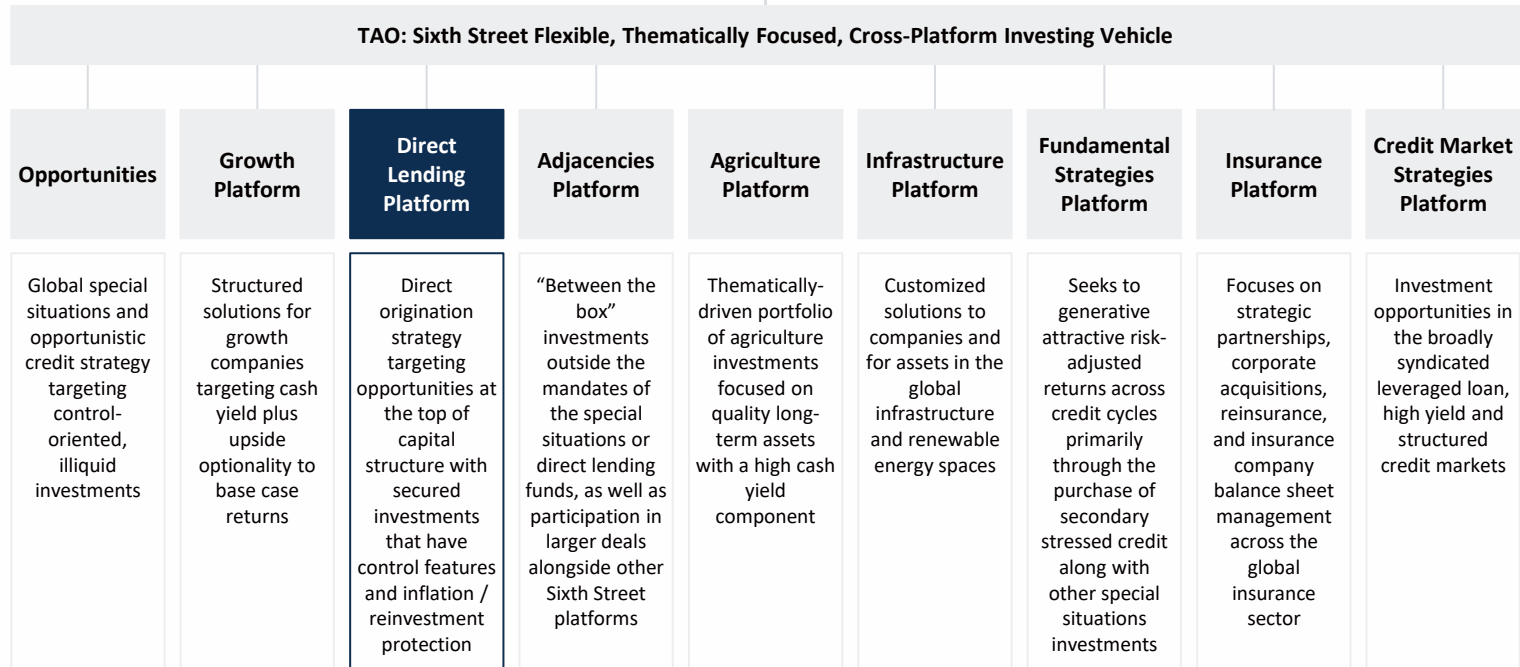 TAO: Sixth Street Flexible, Thematically Focused, Cross-Platform Investing Vehicle
Opportunities
Growth
Platform
Direct
Lending
Platform
Adjacencies
Platform
Agriculture
Platform
Infrastructure
Platform
Fundamental
Strategies
Platform
Insurance
Platform
Credit Market
Strategies
Platform
Global special
situations and
opportunistic
credit strategy
targeting
control-
oriented,
illiquid
investments
Structured
solutions for
growth
companies
targeting cash
yield plus
upside
optionality to
base case
returns
Direct
origination
strategy
targeting
opportunities at
the top of
capital
structure with
secured
investments
that have
control features
and inflation /
reinvestment
protection
“Between the
box”
investments
outside the
mandates of
the special
situations or
direct lending
funds, as well as
participation in
larger deals
alongside other
Sixth Street
platforms
Thematically-
driven portfolio
of agriculture
investments
focused on
quality long-
term assets
with a high cash
yield
component
Customized
solutions to
companies and
for assets in the
global
infrastructure
and renewable
energy spaces
Seeks to
generative
attractive risk-
adjusted
returns across
credit cycles
primarily
through the
purchase of
secondary
stressed credit
along with
other special
situations
investments
Focuses on
strategic
partnerships,
corporate
acquisitions,
reinsurance,
and insurance
company
balance sheet
management
across the
global
insurance
sector
Investment
opportunities in
the broadly
syndicated
leveraged loan,
high yield and
structured
credit markets